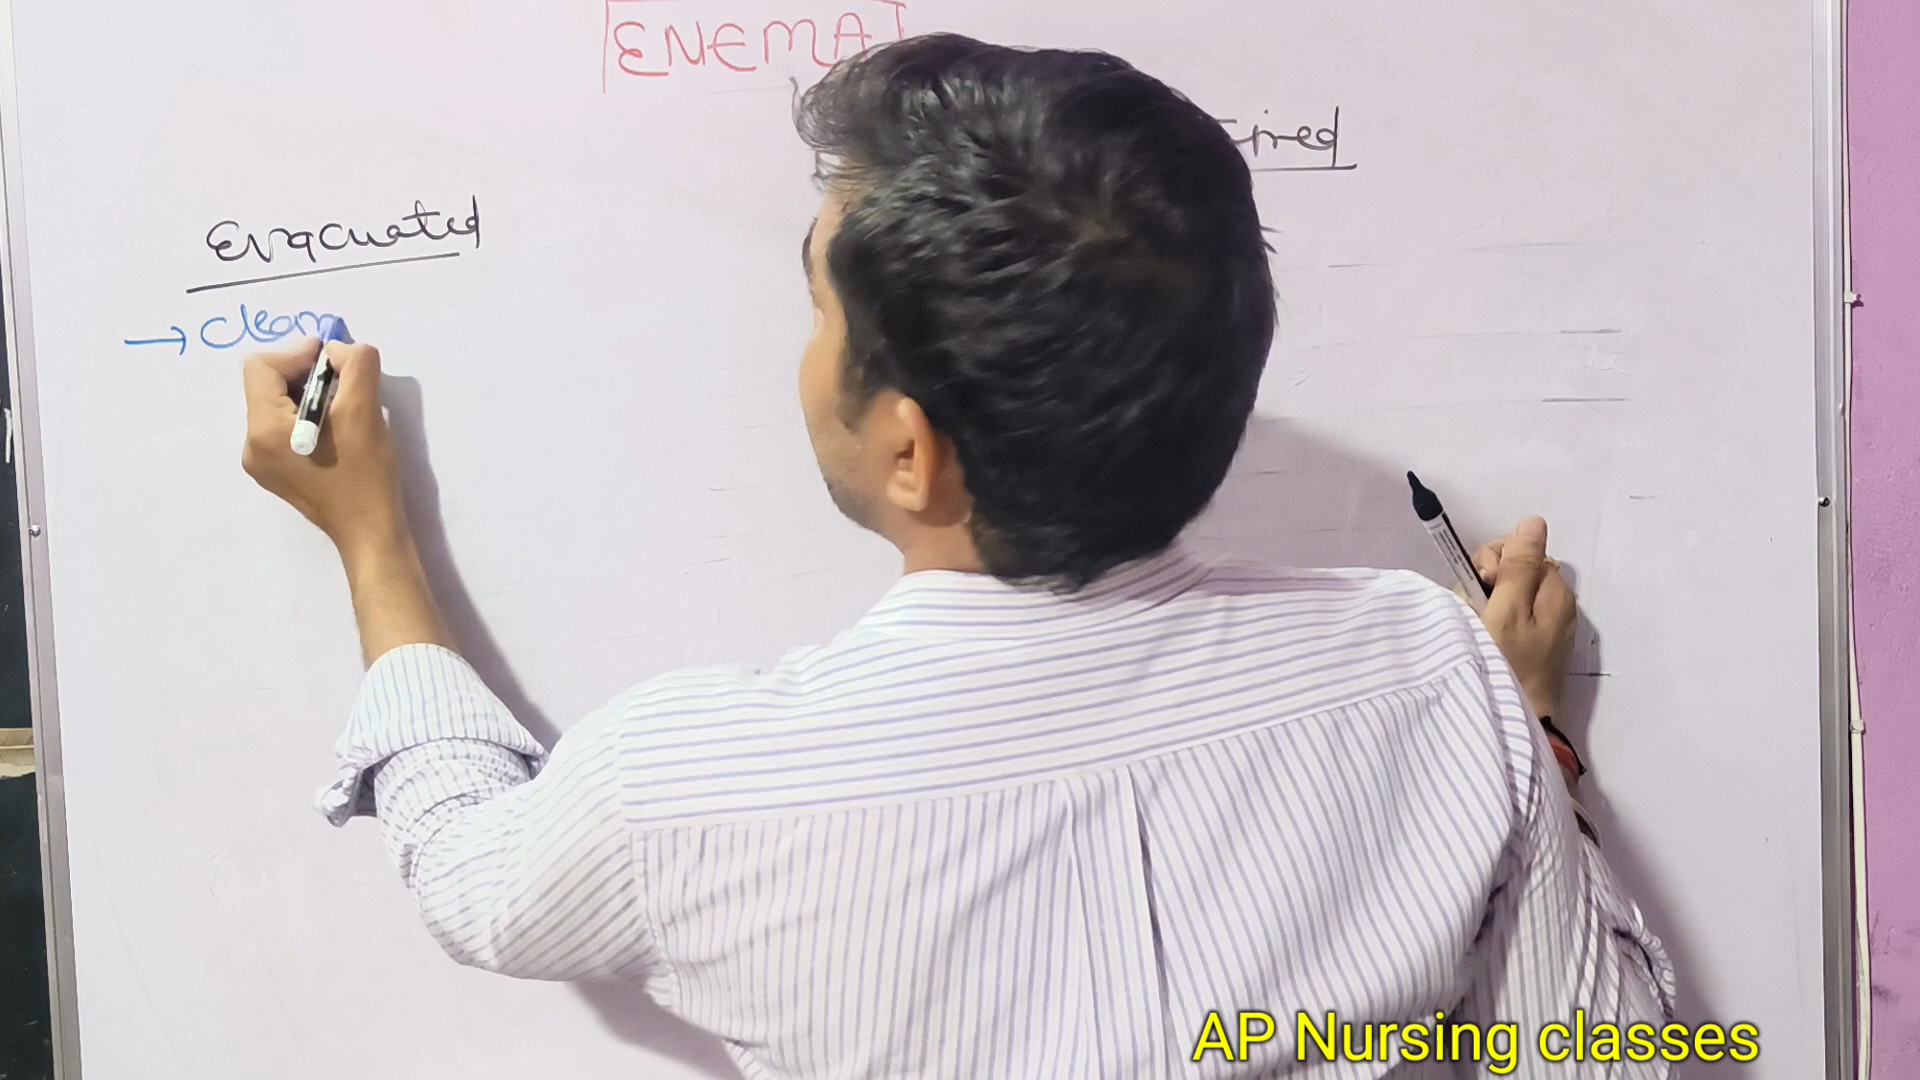 ENEMA
Evacuated
→ Clean
AP Nursing classes